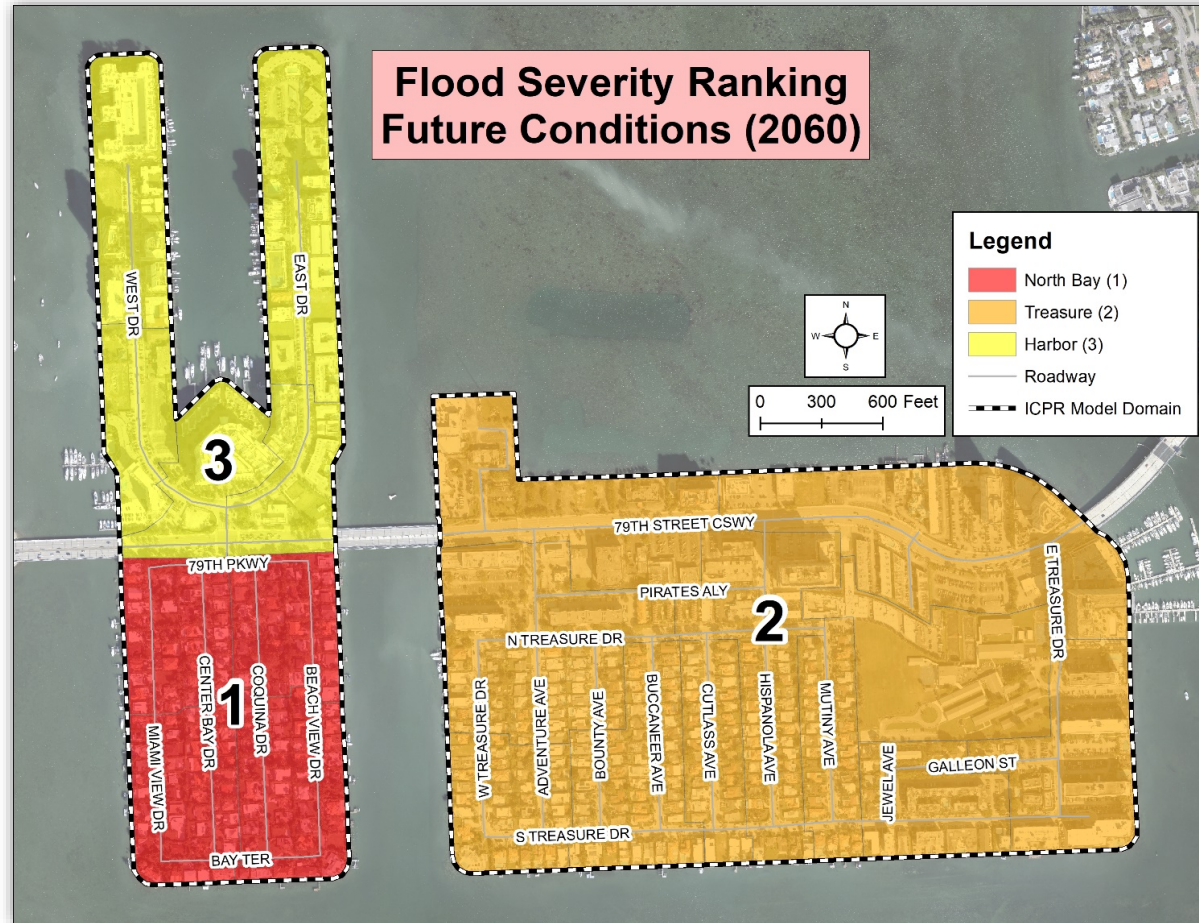 Flood Severity Ranking
Future Conditions (2060)
Legend
North Bay (1)
Treasure (2)
Harbor (3)
Roadway
ICPR Model Domain
N
W
E
S
0 300 600 Feet
WEST DR
EAST DR
3
79TH STREET CSWY
79TH PKWY
PIRATES ALY
E TREASURE DR
2
N TREASURE DR
1
MIAMI VIEW DR
CENTER BAY DR
COQUINA DR
BEACH VIEW DR
W TREASURE DR
ADVENTURE AVE
BOUNTY AVE
BUCCANEER AVE
CUTLASS AVE
HISPANOLA AVE
MUTINY AVE
JEWEL AVE
GALLEON ST
S TREASURE DR
BAY TER